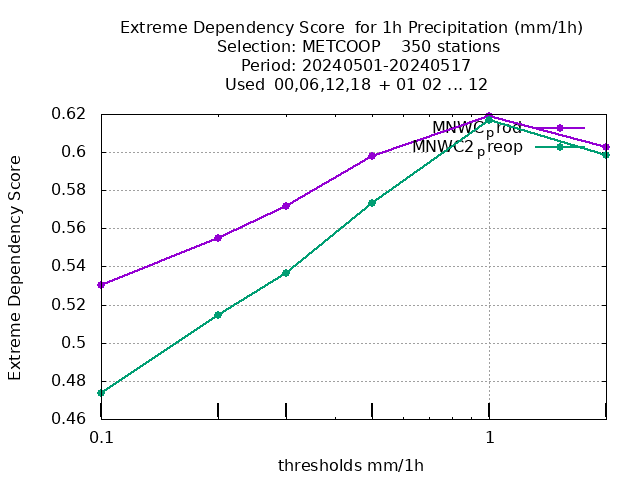 Extreme Dependency Score  for 1h Precipitation (mm/1h)
Selection: METCOOP    350 stations
Period: 20240501-20240517
Used  00,06,12,18  + 01 02 ... 12
Extreme Dependency Score
0.62
0.6
0.58
0.56
0.54
0.52
0.5
0.48
0.46
MNWC_prod
MNWC2_preop
0.1
1
thresholds mm/1h